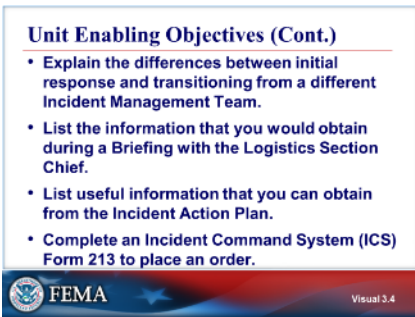 Unit Enabling Objectives (Cont.)
• Explain the differences between initial
response and transitioning from a different
Incident Management Team.
• List the information that you would obtain
during a Briefing with the Logistics Section
Chief.
• List useful information that you can obtain
from the Incident Action Plan.
• Complete an Incident Command System (ICS)
Form 213 to place an order.
FEMA
Visual 3.4